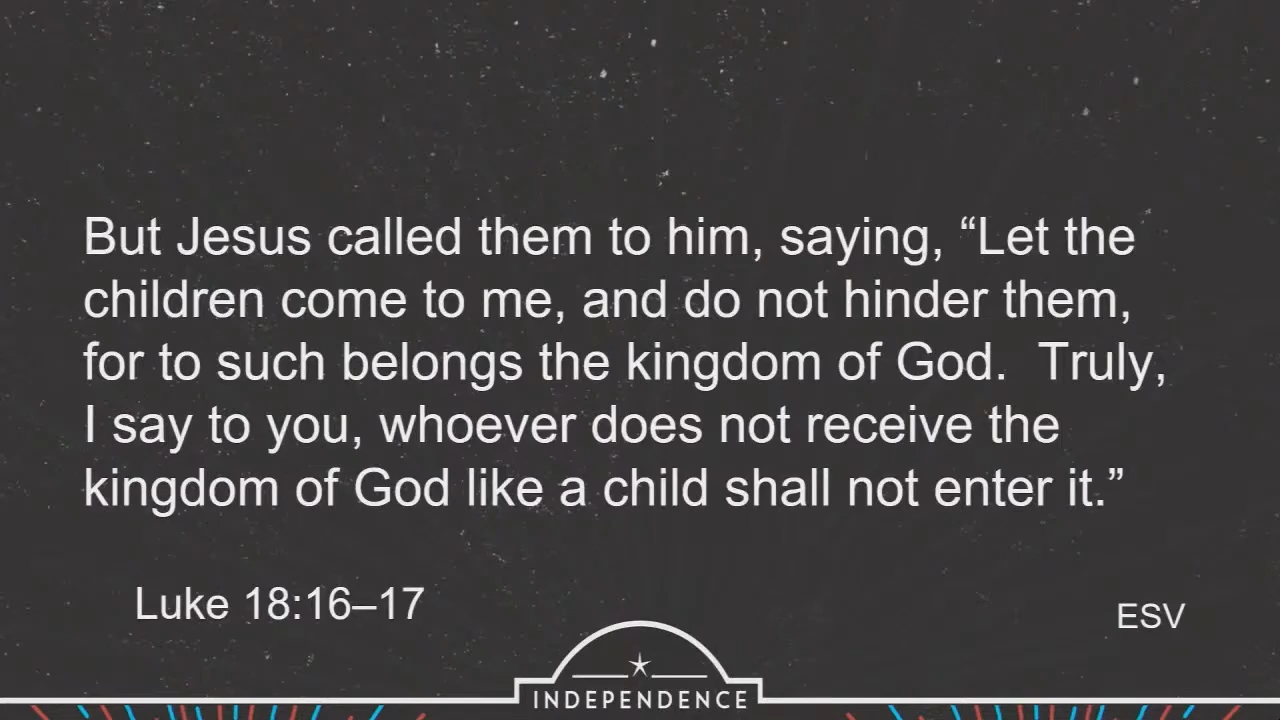 But Jesus called them to him, saying, “Let the
children come to me, and do not hinder them,
for to such belongs the kingdom of God.  Truly,
I say to you, whoever does not receive the
kingdom of God like a child shall not enter it.”
Luke 18:16–17
ESV
INDEPENDENCE